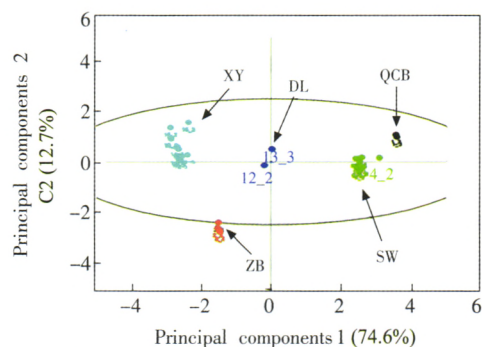 6
4
2
0
−2
−4
Principal components 2
C2 (12.7%)
XY
DL
QCB
13_3
12_2
4_2
ZB
SW
−4 −2 0 2 4 6
Principal components 1 (74.6%)